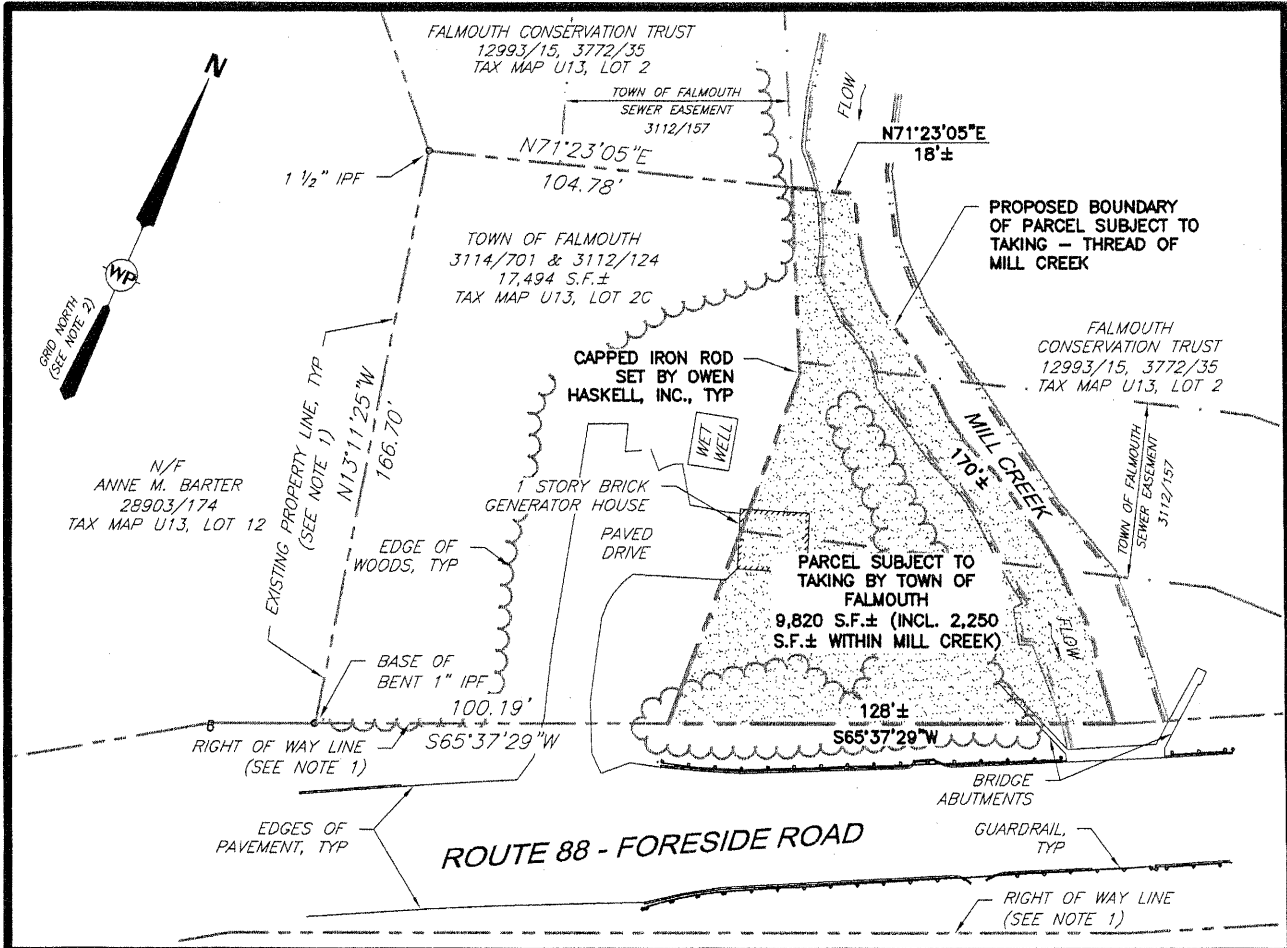 FALMOUTH CONSERVATION TRUST
12993/15, 3772/35
TAX MAP U13, LOT 2
N
TOWN OF FALMOUTH
SEWER EASEMENT
3112/157
FLOW
N71°23'05"E
18'±
N71°23'05"E
104.78'
1 ½" IPF
PROPOSED BOUNDARY
OF PARCEL SUBJECT TO
TAKING – THREAD OF
MILL CREEK
TOWN OF FALMOUTH
3114/701 & 3112/124
17,494 S.F.±
TAX MAP U13, LOT 2C
WP
GRID NORTH
(SEE NOTE 2)
FALMOUTH
CONSERVATION TRUST
12993/15, 3772/35
TAX MAP U13, LOT 2
CAPPED IRON ROD
SET BY OWEN
HASKELL, INC., TYP
EXISTING PROPERTY LINE, TYP
(SEE NOTE 1)
N13°11'25"W
166.70'
WET
WELL
MILL CREEK
170'±
TOWN OF FALMOUTH
SEWER EASEMENT
3112/157
N/F
ANNE M. BARTER
28903/174
TAX MAP U13, LOT 12
1 STORY BRICK
GENERATOR HOUSE
PAVED
DRIVE
EDGE OF
WOODS, TYP
PARCEL SUBJECT TO
TAKING BY TOWN OF
FALMOUTH
9,820 S.F.± (INCL. 2,250
S.F.± WITHIN MILL CREEK)
FLOW
BASE OF
BENT 1" IPF
100.19'
S65°37'29"W
128'±
S65°37'29"W
RIGHT OF WAY LINE
(SEE NOTE 1)
BRIDGE
ABUTMENTS
EDGES OF
PAVEMENT, TYP
ROUTE 88 - FORESIDE ROAD
GUARDRAIL,
TYP
RIGHT OF WAY LINE
(SEE NOTE 1)